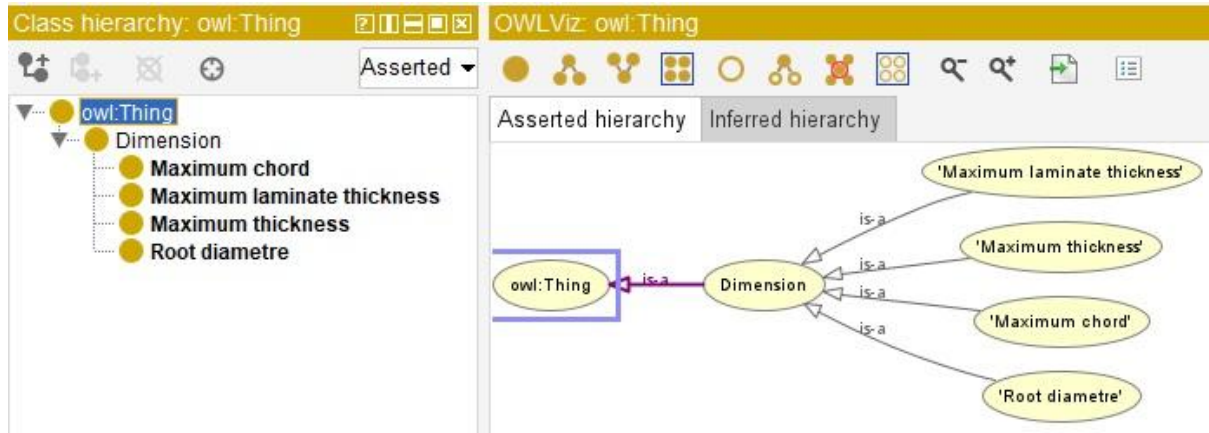 Class hierarchy: owl:Thing
Asserted
owl:Thing
Dimension
Maximum chord
Maximum laminate thickness
Maximum thickness
Root diametre
OWLViz: owl:Thing
Asserted hierarchy Inferred hierarchy
'Maximum laminate thickness'
is-a
'Maximum thickness'
is-a
owl:Thing is-a Dimension
is-a
'Maximum chord'
is-a
'Root diametre'